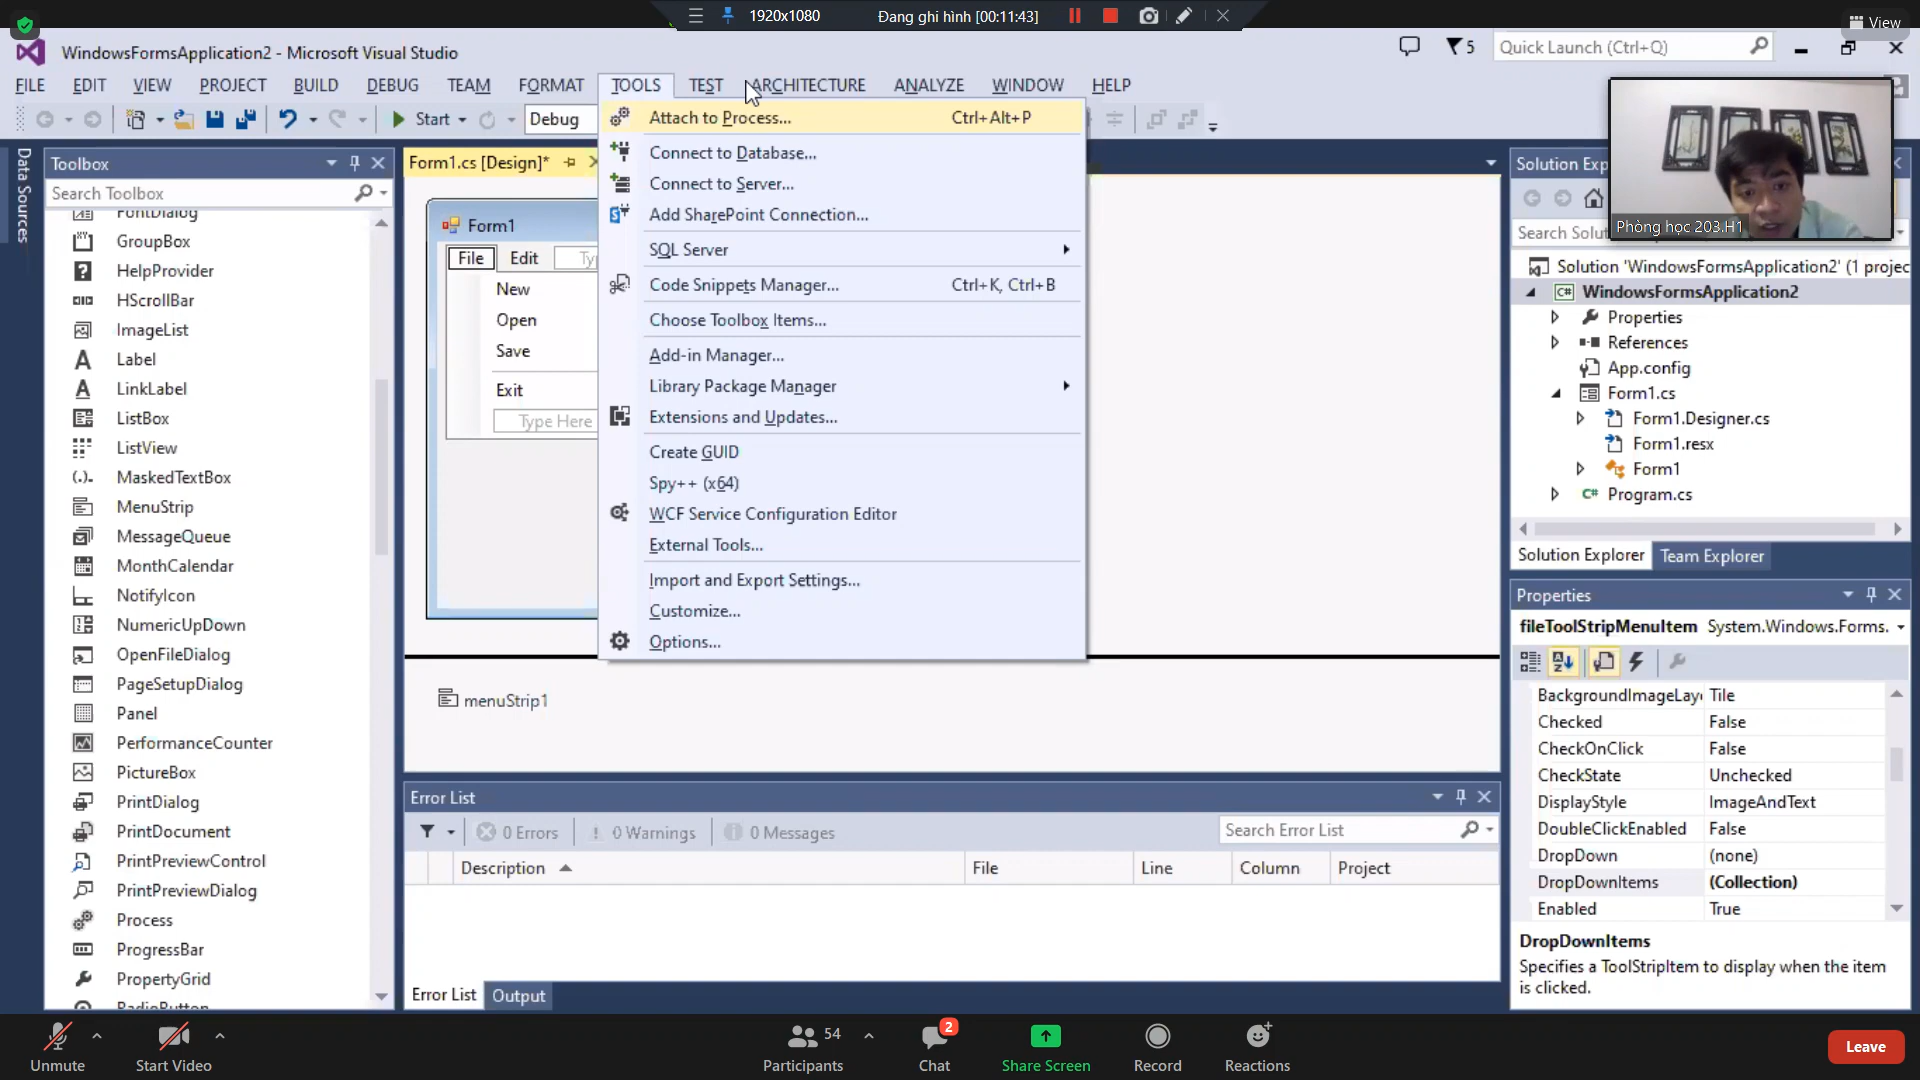 1920x1080 Đang ghi hình [00:11:43]
View
WindowsFormsApplication2 - Microsoft Visual Studio
5 Quick Launch (Ctrl+Q)
FILE EDIT VIEW PROJECT BUILD DEBUG TEAM FORMAT TOOLS TEST ARCHITECTURE ANALYZE WINDOW HELP
Start Debug
Attach to Process... Ctrl+Alt+P
Connect to Database...
Connect to Server...
Add SharePoint Connection...
SQL Server
Code Snippets Manager... Ctrl+K, Ctrl+B
Choose Toolbox Items...
Add-in Manager...
Library Package Manager
Extensions and Updates...
Create GUID
Spy++ (x64)
WCF Service Configuration Editor
External Tools...
Import and Export Settings...
Customize...
Options...
Data Sources
Toolbox
Search Toolbox
FontDialog
GroupBox
HelpProvider
HScrollBar
ImageList
Label
LinkLabel
ListBox
ListView
MaskedTextBox
MenuStrip
MessageQueue
MonthCalendar
NotifyIcon
NumericUpDown
OpenFileDialog
PageSetupDialog
Panel
PerformanceCounter
PictureBox
PrintDialog
PrintDocument
PrintPreviewControl
PrintPreviewDialog
Process
ProgressBar
PropertyGrid
RadioButton
Form1.cs [Design]*
Form1
File Edit Ty
New
Open
Save
Exit
Type Here
menuStrip1
Error List
0 Errors 0 Warnings 0 Messages Search Error List
Description File Line Column Project
Error List Output
Solution Exp
Phòng học 203.H1
Search Solu
Solution 'WindowsFormsApplication2' (1 projec
WindowsFormsApplication2
Properties
References
App.config
Form1.cs
Form1.Designer.cs
Form1.resx
Form1
Program.cs
Solution Explorer Team Explorer
Properties
fileToolStripMenuItem System.Windows.Forms.
BackgroundImageLay Tile
Checked False
CheckOnClick False
CheckState Unchecked
DisplayStyle ImageAndText
DoubleClickEnabled False
DropDown (none)
DropDownItems (Collection)
Enabled True
DropDownItems
Specifies a ToolStripItem to display when the item
is clicked.
Unmute Start Video 54 Participants 2 Chat Share Screen Record Reactions Leave